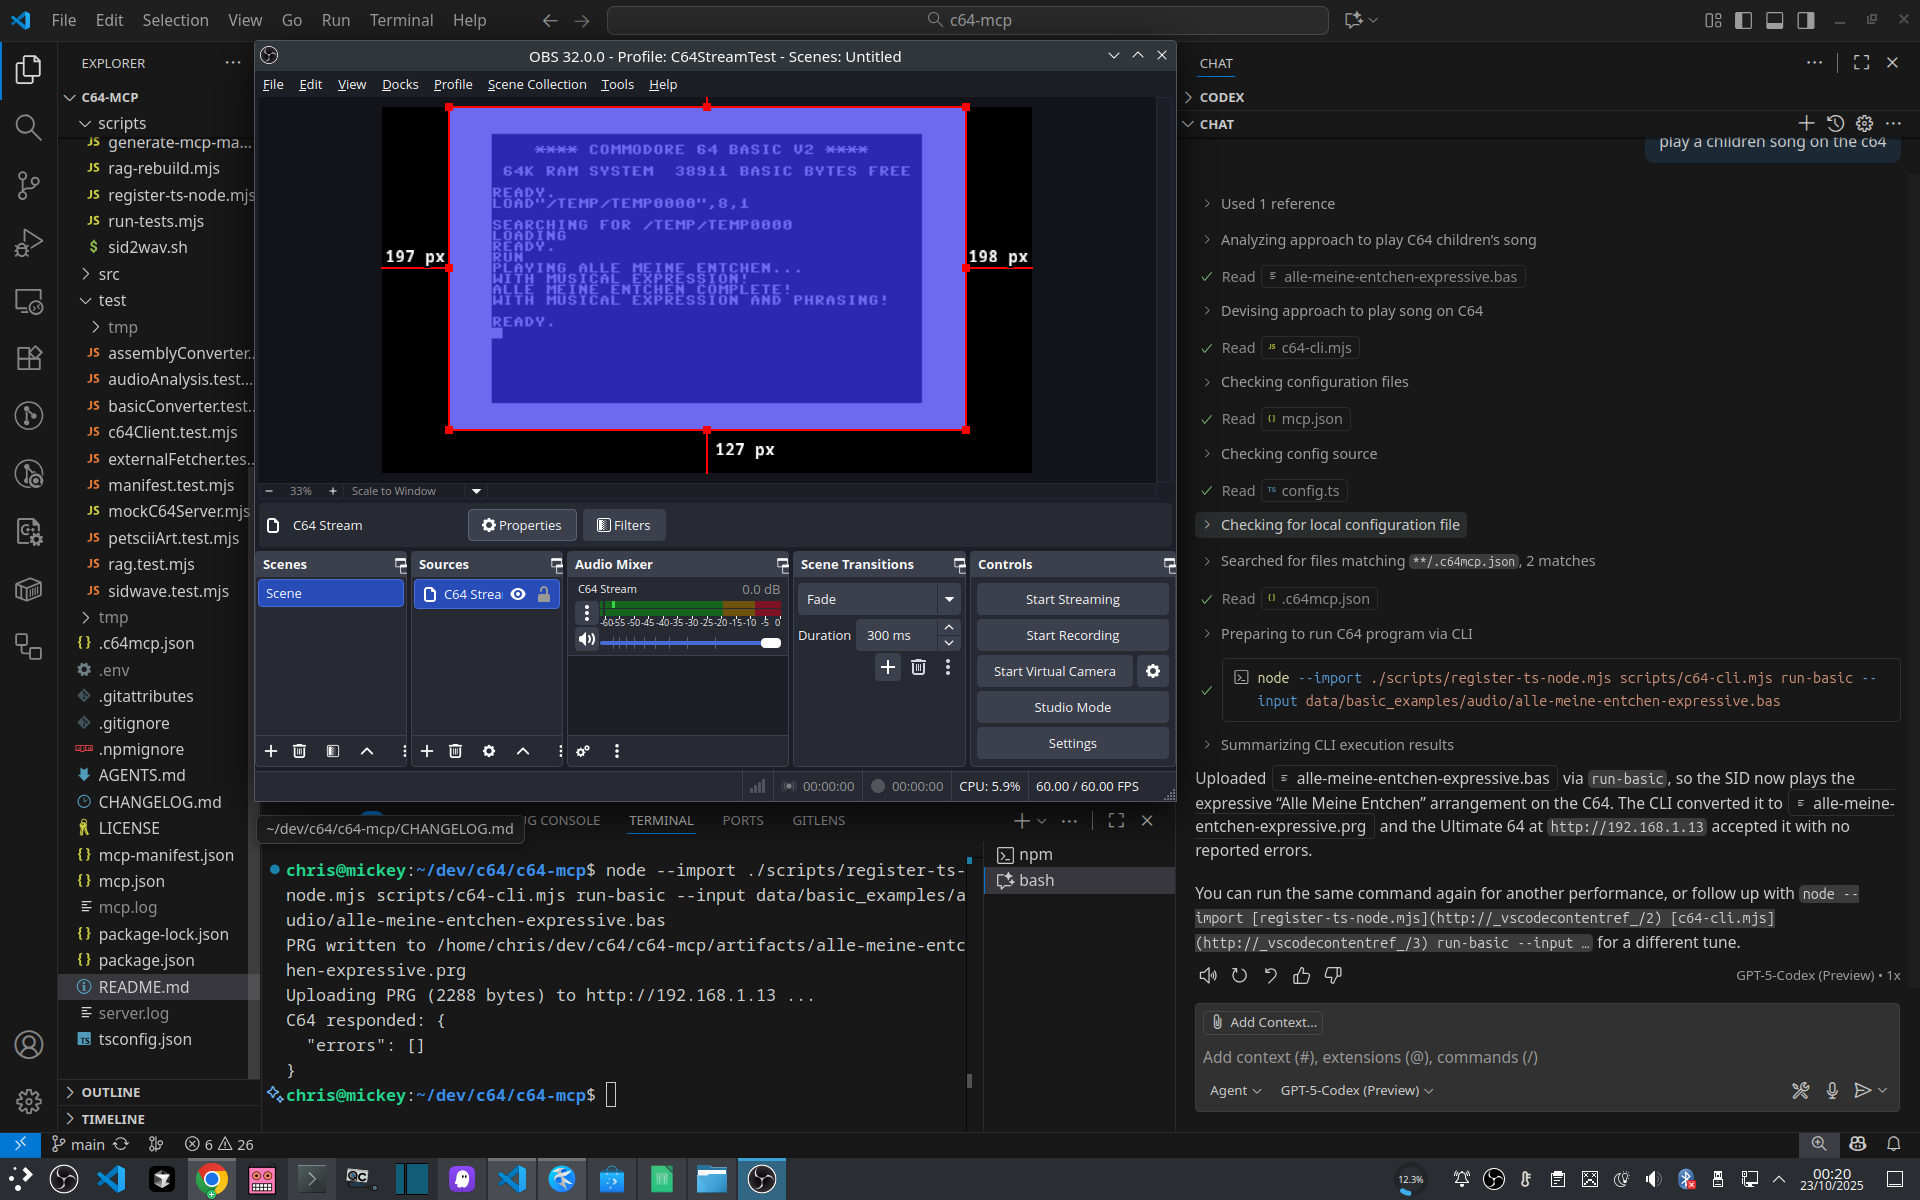 File Edit Selection View Go Run Terminal Help
c64-mcp
EXPLORER
C64-MCP
scripts
generate-mcp-ma...
rag-rebuild.mjs
register-ts-node.mjs
run-tests.mjs
sid2wav.sh
src
test
tmp
assemblyConverter...
audioAnalysis.test...
basicConverter.test...
c64Client.test.mjs
externalFetcher.tes...
manifest.test.mjs
mockC64Server.mjs
petsciiArt.test.mjs
rag.test.mjs
sidwave.test.mjs
tmp
.c64mcp.json
.env
.gitattributes
.gitignore
.npmignore
AGENTS.md
CHANGELOG.md
LICENSE
mcp-manifest.json
mcp.json
mcp.log
package-lock.json
package.json
README.md
server.log
tsconfig.json
OUTLINE
TIMELINE
OBS 32.0.0 - Profile: C64StreamTest - Scenes: Untitled
File Edit View Docks Profile Scene Collection Tools Help
**** COMMODORE 64 BASIC V2 ****
64K RAM SYSTEM 38911 BASIC BYTES FREE
READY.
LOAD"/TEMP/TEMP0000",8,1
SEARCHING FOR /TEMP/TEMP0000
LOADING
READY.
RUN
PLAYING ALLE MEINE ENTCHEN...
WITH MUSICAL EXPRESSION!
ALLE MEINE ENTCHEN COMPLETE!
WITH MUSICAL EXPRESSION AND PHRASING!
READY.
197 px
198 px
127 px
33% Scale to Window
C64 Stream Properties Filters
Scenes
Scene
Sources
C64 Strea
Audio Mixer
C64 Stream 0.0 dB
-60-55-50-45-40-35-30-25-20-15-10 -5 0
Scene Transitions
Fade
Duration 300 ms
Controls
Start Streaming
Start Recording
Start Virtual Camera
Studio Mode
Settings
00:00:00 00:00:00 CPU: 5.9% 60.00 / 60.00 FPS
~/dev/c64/c64-mcp/CHANGELOG.md
G CONSOLE TERMINAL PORTS GITLENS
chris@mickey:~/dev/c64/c64-mcp$ node --import ./scripts/register-ts-
node.mjs scripts/c64-cli.mjs run-basic --input data/basic_examples/a
udio/alle-meine-entchen-expressive.bas
PRG written to /home/chris/dev/c64/c64-mcp/artifacts/alle-meine-entc
hen-expressive.prg
Uploading PRG (2288 bytes) to http://192.168.1.13 ...
C64 responded: {
"errors": []
}
chris@mickey:~/dev/c64/c64-mcp$
npm
bash
CHAT
CODEX
CHAT
play a children song on the c64
Used 1 reference
Analyzing approach to play C64 children’s song
Read alle-meine-entchen-expressive.bas
Devising approach to play song on C64
Read JS c64-cli.mjs
Checking configuration files
Read mcp.json
Checking config source
Read TS config.ts
Checking for local configuration file
Searched for files matching **/.c64mcp.json, 2 matches
Read .c64mcp.json
Preparing to run C64 program via CLI
node --import ./scripts/register-ts-node.mjs scripts/c64-cli.mjs run-basic --
input data/basic_examples/audio/alle-meine-entchen-expressive.bas
Summarizing CLI execution results
Uploaded alle-meine-entchen-expressive.bas via run-basic, so the SID now plays the
expressive “Alle Meine Entchen” arrangement on the C64. The CLI converted it to alle-meine-
entchen-expressive.prg and the Ultimate 64 at http://192.168.1.13 accepted it with no
reported errors.
You can run the same command again for another performance, or follow up with node --
import [register-ts-node.mjs](http://_vscodecontentref_/2) [c64-cli.mjs]
(http://_vscodecontentref_/3) run-basic --input … for a different tune.
GPT-5-Codex (Preview) • 1x
Add Context...
Add context (#), extensions (@), commands (/)
Agent GPT-5-Codex (Preview)
main 6 26
12.3%
00:20
23/10/2025